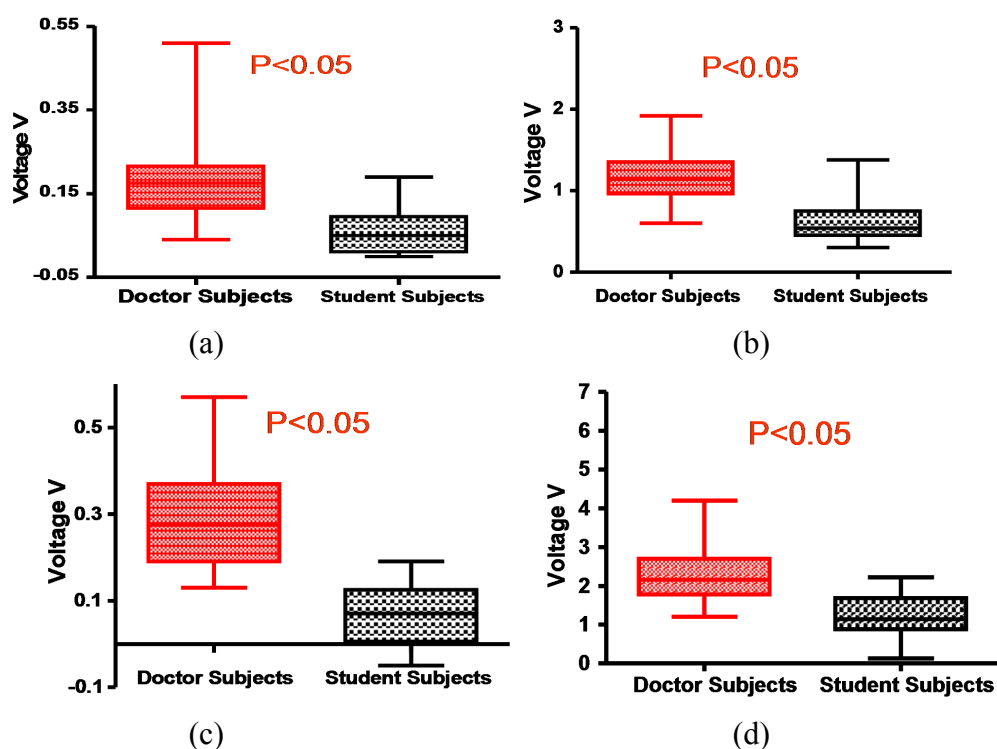 0.55
0.35
0.15
-0.05
Voltage V
P<0.05
Doctor Subjects
Student Subjects
(a)
3
2
1
0
Voltage V
P<0.05
Doctor Subjects
Student Subjects
(b)
0.5
0.3
0.1
-0.1
Voltage V
P<0.05
Doctor Subjects
Student Subjects
(c)
7
6
5
4
3
2
1
0
Voltage V
P<0.05
Doctor Subjects
Student Subjects
(d)